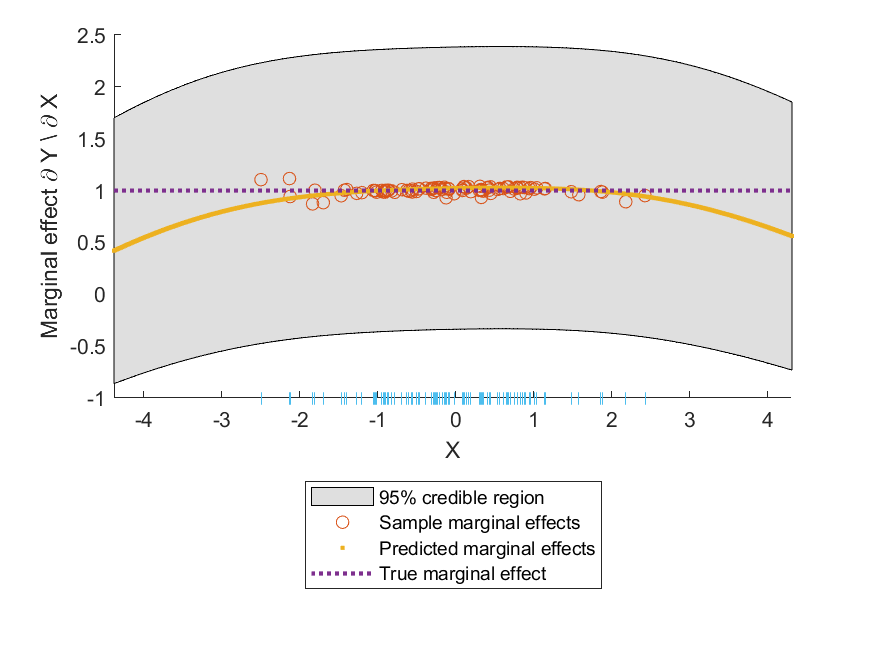 2.5
2
1.5
1
0.5
0
-0.5
-1
Marginal effect ∂ Y \ ∂ X
-4 -3 -2 -1 0 1 2 3 4
X
95% credible region
Sample marginal effects
Predicted marginal effects
True marginal effect